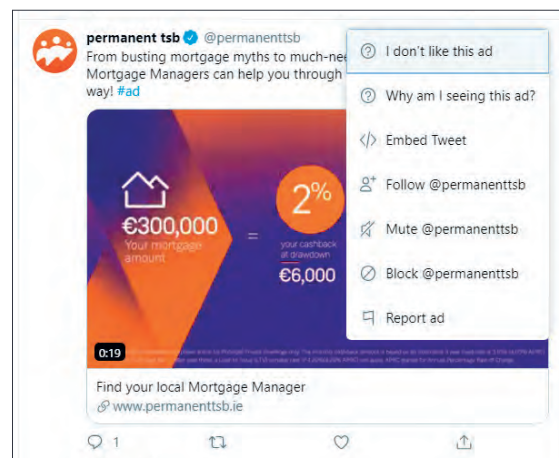 permanent tsb @permanenttsb
From busting mortgage myths to much-nee
Mortgage Managers can help you through
way! #ad
I don't like this ad
Why am I seeing this ad?
Embed Tweet
Follow @permanenttsb
Mute @permanenttsb
Block @permanenttsb
Report ad
€300,000
Your mortgage
amount
=
2%
your cashback
at drawdown
€6,000
0:19
Find your local Mortgage Manager
www.permanenttsb.ie
1